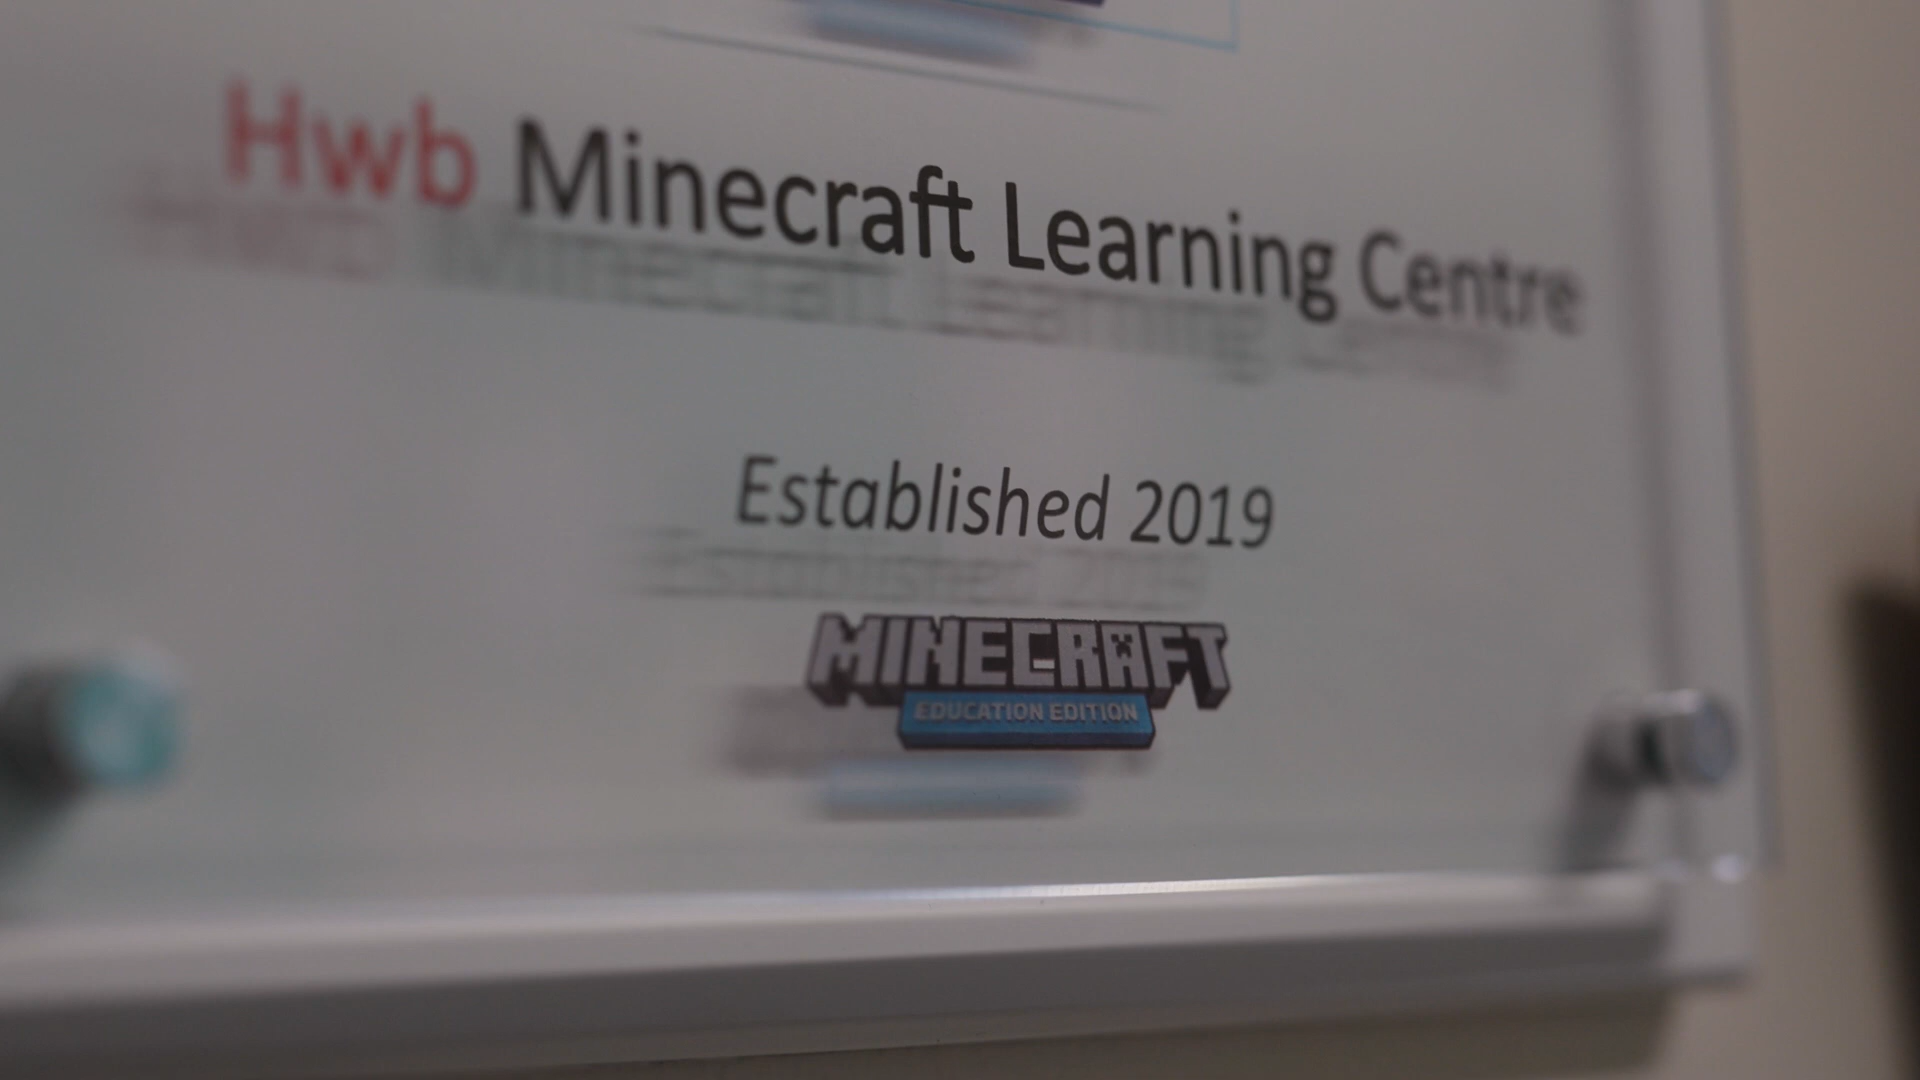 Hwb Minecraft Learning Centre
Established 2019
MINECRAFT
EDUCATION EDITION